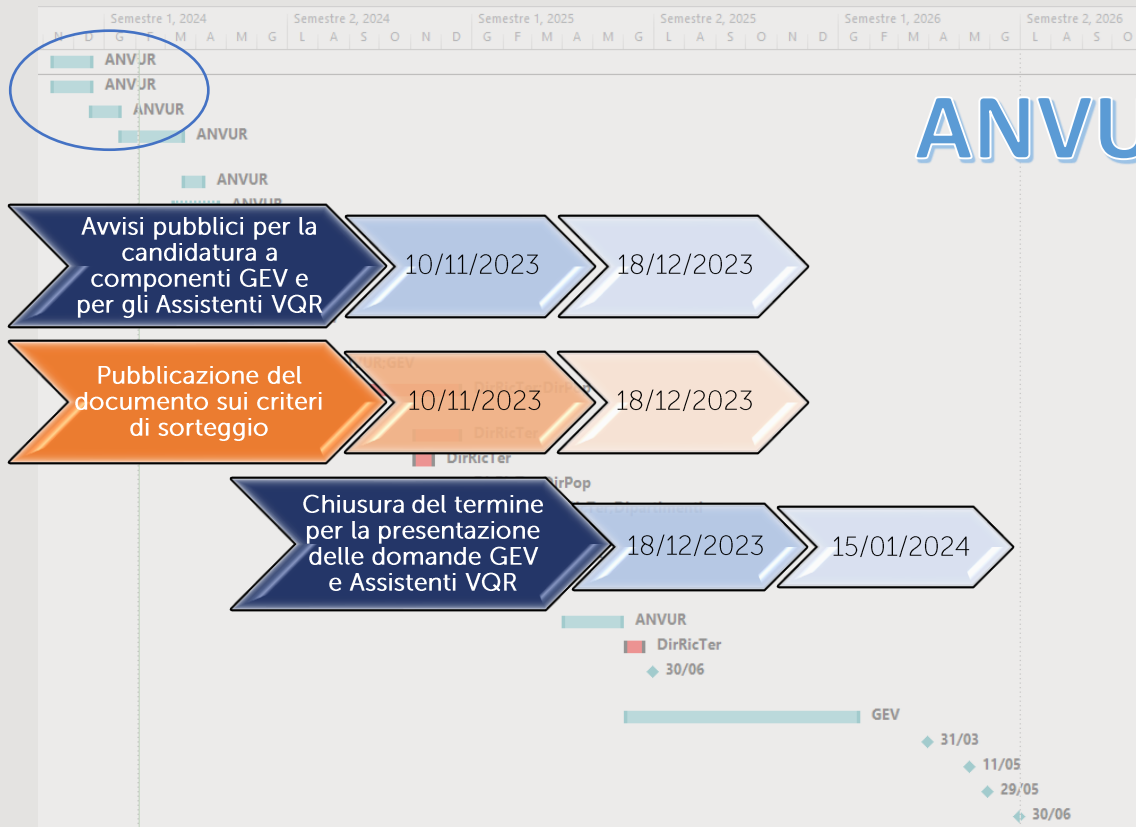 Semestre 1, 2024 Semestre 2, 2024 Semestre 1, 2025 Semestre 2, 2025 Semestre 1, 2026 Semestre 2, 2026
N D G F M A M G L A S O N D G F M A M G L A S O N D G F M A M G L A S O
ANVUR
ANVUR
ANVUR
ANVUR
ANVU
ANVUR
ANVUR
Avvisi pubblici per la
candidatura a
componenti GEV e
per gli Assistenti VQR
10/11/2023
18/12/2023
Pubblicazione del
documento sui criteri
di sorteggio
10/11/2023
18/12/2023
DirRicTer
DirRicTer
DirPop
Chiusura del termine
per la presentazione
delle domande GEV
e Assistenti VQR
18/12/2023
15/01/2024
ANVUR
DirRicTer
30/06
GEV
31/03
11/05
29/05
30/06